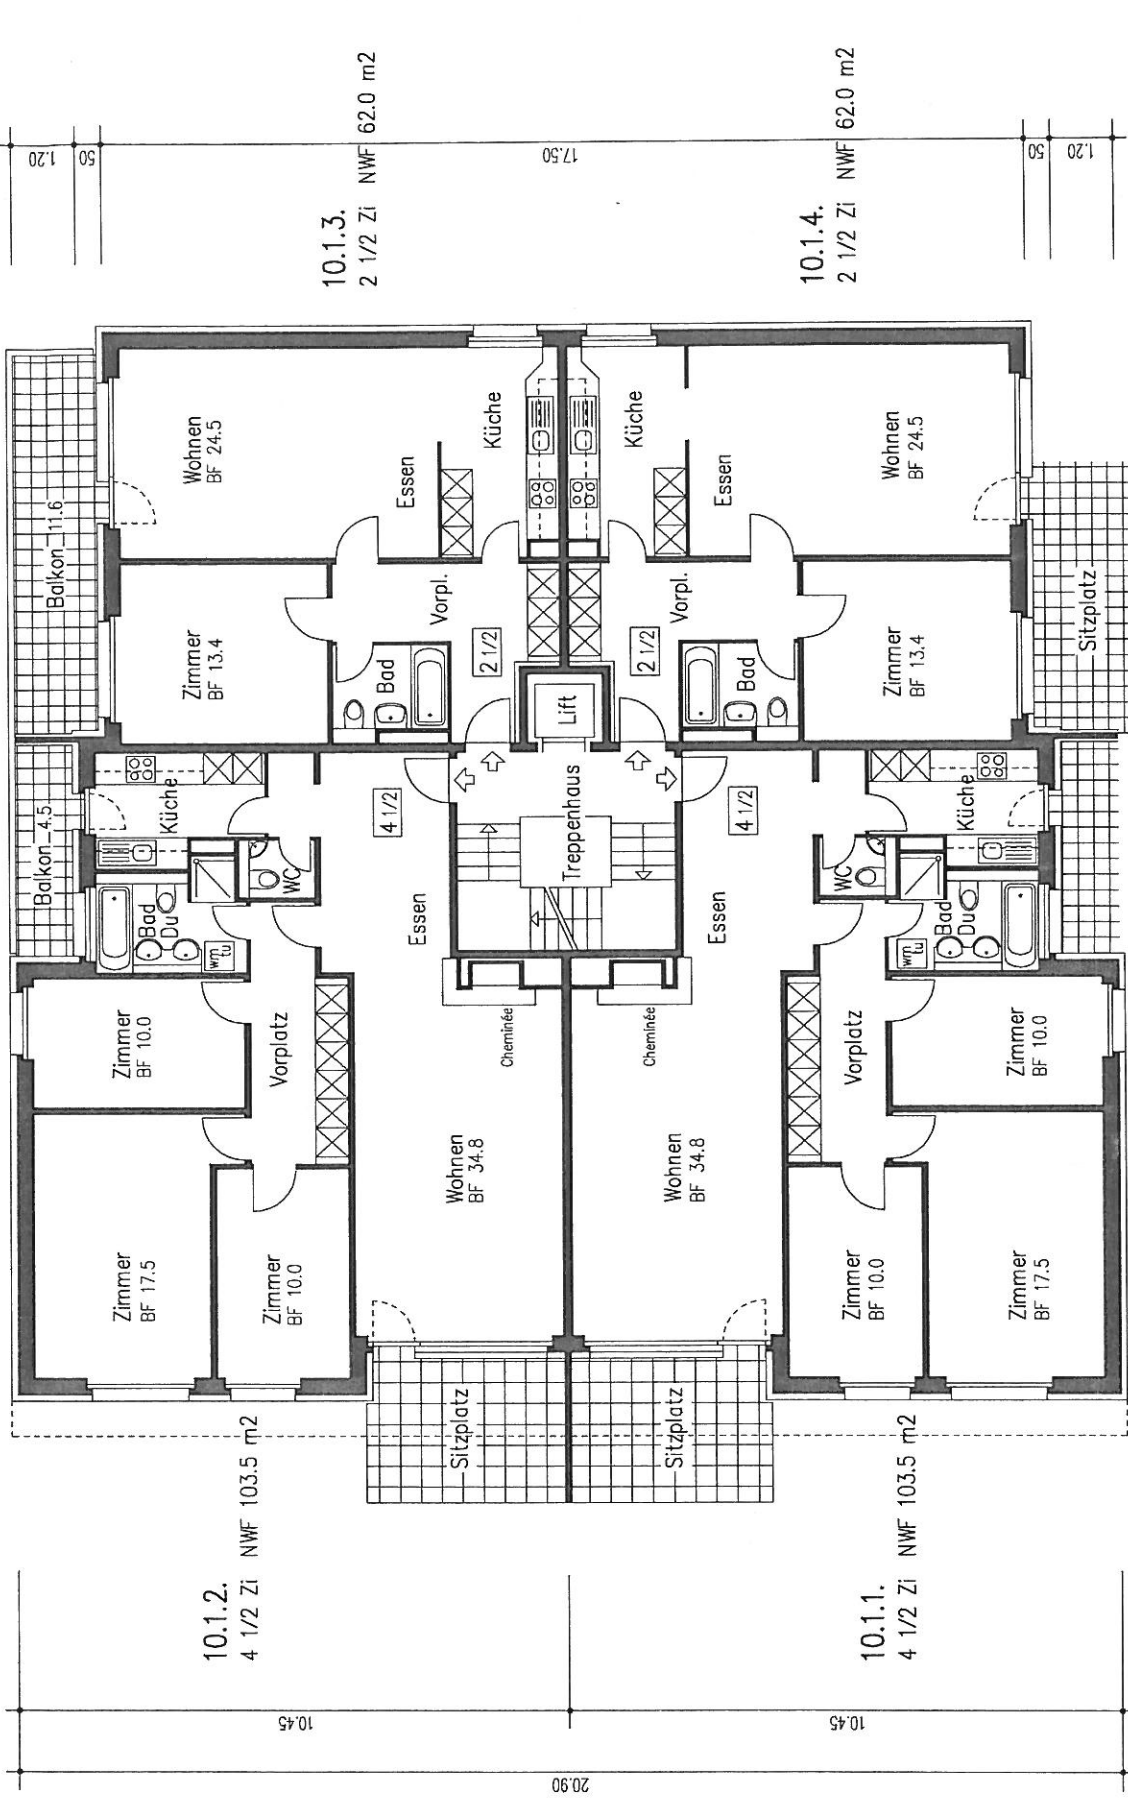 1.20
50
17.50
50
1.20
10.1.3.
2 1/2 Zi NWF 62.0 m2
10.1.4.
2 1/2 Zi NWF 62.0 m2
Balkon 11.6
Wohnen
BF 24.5
Essen
Küche
Küche
Essen
Wohnen
BF 24.5
Zimmer
BF 13.4
Vorpl.
2 1/2
Bad
Lift
Vorpl.
2 1/2
Bad
Zimmer
BF 13.4
Sitzplatz
Balkon 4.5
Küche
4 1/2
Treppenhaus
4 1/2
Küche
WC
WC
Bad
Du
wm
tu
Essen
Essen
Bad
Du
wm
tu
Zimmer
BF 10.0
Vorplatz
Cheminée
Cheminée
Vorplatz
Zimmer
BF 10.0
Wohnen
BF 34.8
Wohnen
BF 34.8
Zimmer
BF 17.5
Zimmer
BF 10.0
Zimmer
BF 10.0
Zimmer
BF 17.5
Sitzplatz
Sitzplatz
10.1.2.
4 1/2 Zi NWF 103.5 m2
10.1.1.
4 1/2 Zi NWF 103.5 m2
10.45
10.45
20.90